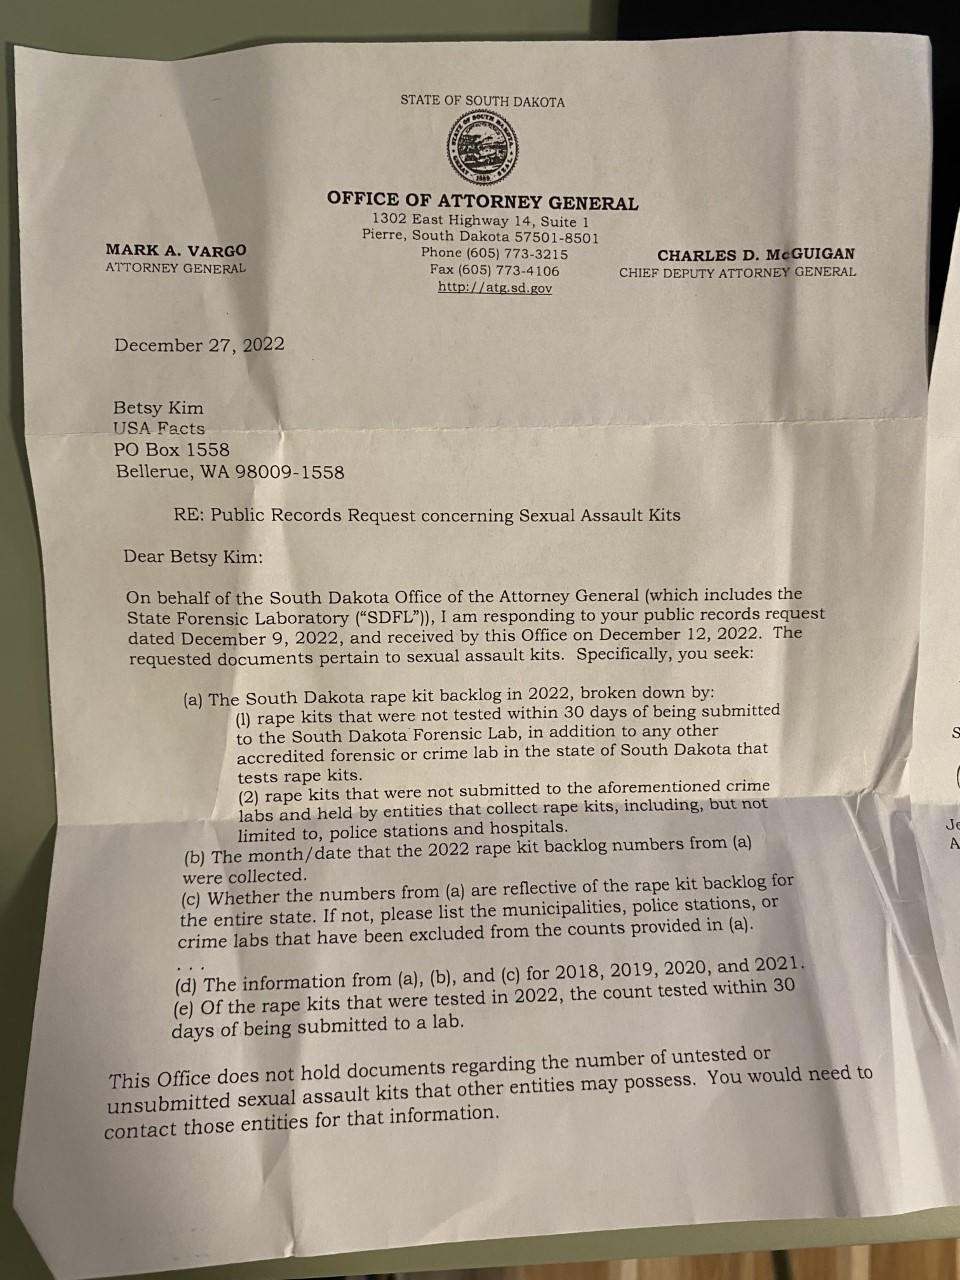 STATE OF SOUTH DAKOTA
OFFICE OF ATTORNEY GENERAL
1302 East Highway 14, Suite 1
Pierre, South Dakota 57501-8501
Phone (605) 773-3215
Fax (605) 773-4106
http://atg.sd.gov
MARK A. VARGO
ATTORNEY GENERAL
CHARLES D. McGUIGAN
CHIEF DEPUTY ATTORNEY GENERAL
December 27, 2022
Betsy Kim
USA Facts
PO Box 1558
Bellerue, WA 98009-1558
RE: Public Records Request concerning Sexual Assault Kits
Dear Betsy Kim:
On behalf of the South Dakota Office of the Attorney General (which includes the
State Forensic Laboratory (“SDFL”)), I am responding to your public records request
dated December 9, 2022, and received by this Office on December 12, 2022. The
requested documents pertain to sexual assault kits. Specifically, you seek:
(a) The South Dakota rape kit backlog in 2022, broken down by:
(1) rape kits that were not tested within 30 days of being submitted
to the South Dakota Forensic Lab, in addition to any other
accredited forensic or crime lab in the state of South Dakota that
tests rape kits.
(2) rape kits that were not submitted to the aforementioned crime
labs and held by entities that collect rape kits, including, but not
limited to, police stations and hospitals.
(b) The month/date that the 2022 rape kit backlog numbers from (a)
were collected.
(c) Whether the numbers from (a) are reflective of the rape kit backlog for
the entire state. If not, please list the municipalities, police stations, or
crime labs that have been excluded from the counts provided in (a).
. . .
(d) The information from (a), (b), and (c) for 2018, 2019, 2020, and 2021.
(e) Of the rape kits that were tested in 2022, the count tested within 30
days of being submitted to a lab.
This Office does not hold documents regarding the number of untested or
unsubmitted sexual assault kits that other entities may possess. You would need to
contact those entities for that information.